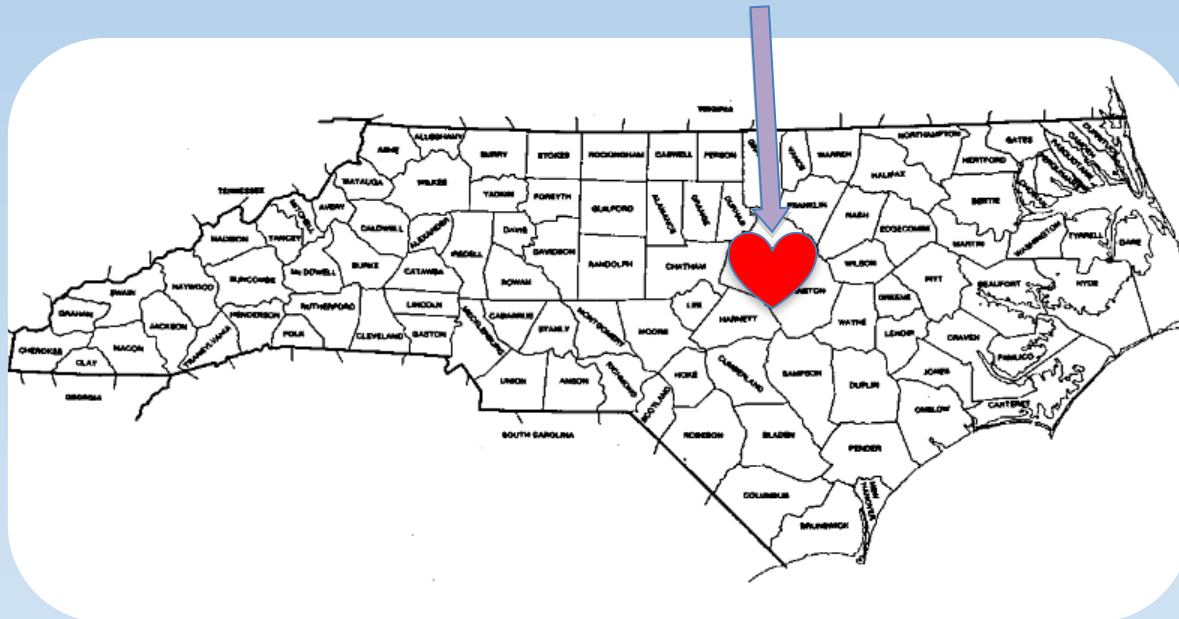 VIRGINIA
ALLEGHANY
ASHE
SURRY
STOKES
ROCKINGHAM
CASWELL
PERSON
VANCE
WARREN
NORTHAMPTON
GATES
CURRITUCK
CAMDEN
PASQUOTANK
PERQUIMANS
CHOWAN
HERTFORD
HALIFAX
TENNESSEE
WATAUGA
WILKES
YADKIN
FORSYTH
GUILFORD
ALAMANCE
ORANGE
DURHAM
FRANKLIN
NASH
EDGECOMBE
BERTIE
MARTIN
WASHINGTON
TYRRELL
DARE
MITCHELL
AVERY
CALDWELL
ALEXANDER
DAVIE
IREDELL
DAVIDSON
RANDOLPH
CHATHAM
WILSON
PITT
BEAUFORT
HYDE
MADISON
YANCEY
McDOWELL
BURKE
CATAWBA
ROWAN
BUNCOMBE
HAYWOOD
SWAIN
RUTHERFORD
LINCOLN
LEE
GREENE
GRAHAM
JACKSON
HENDERSON
POLK
CLEVELAND
GASTON
MECKLENBURG
CABARRUS
STANLY
MONTGOMERY
MOORE
HARNETT
WAYNE
LENOIR
CRAVEN
PAMLICO
CHEROKEE
MACON
CLAY
TRANSYLVANIA
GEORGIA
UNION
ANSON
RICHMOND
HOKE
CUMBERLAND
SAMPSON
DUPLIN
JONES
ONSLOW
CARTERET
SCOTLAND
SOUTH CAROLINA
ROBESON
BLADEN
PENDER
COLUMBUS
BRUNSWICK
NEW HANOVER